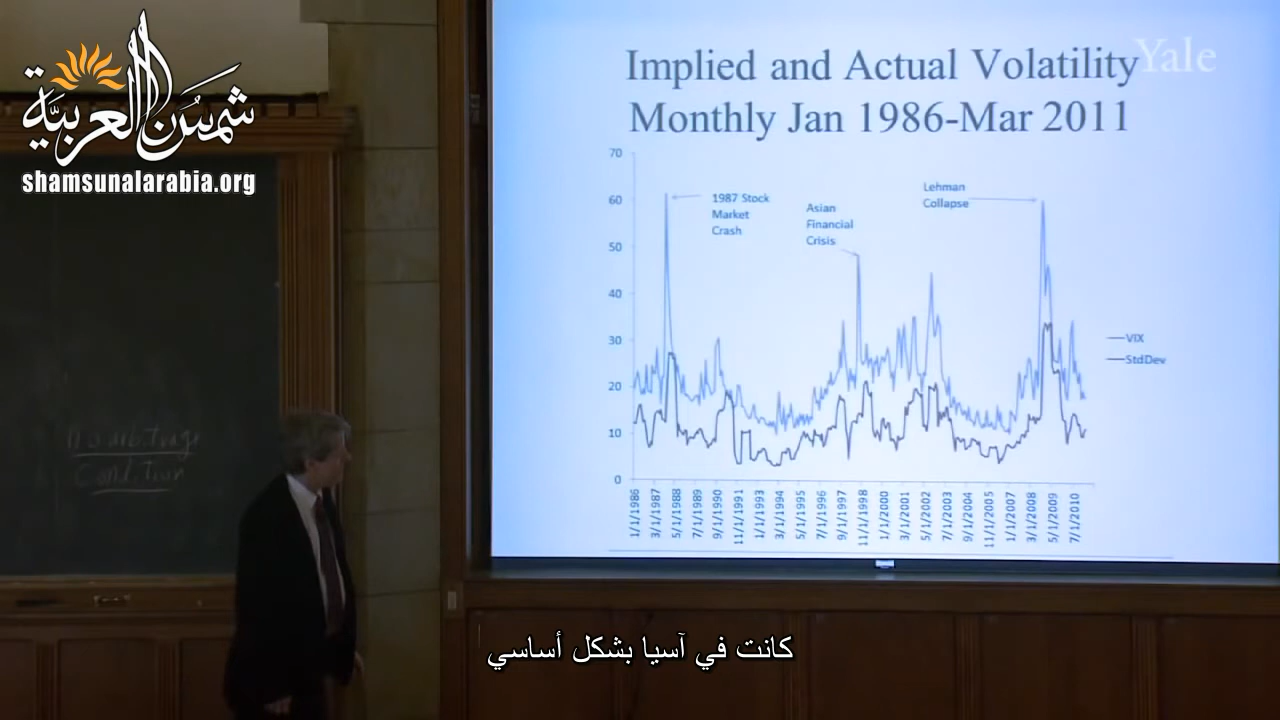 شمسُن العربيَّة
shamsunalarabia.org
Yale
Implied and Actual Volatility
Monthly Jan 1986-Mar 2011
70
60
50
40
30
20
10
0
1987 Stock
Market
Crash
Asian
Financial
Crisis
Lehman
Collapse
VIX
StdDev
1/1/1986
3/1/1987
5/1/1988
7/1/1989
9/1/1990
11/1/1991
1/1/1993
3/1/1994
5/1/1995
7/1/1996
9/1/1997
11/1/1998
1/1/2000
3/1/2001
5/1/2002
7/1/2003
9/1/2004
11/1/2005
1/1/2007
3/1/2008
5/1/2009
7/1/2010
no arbitrage
Condition
كانت في آسيا بشكل أساسي